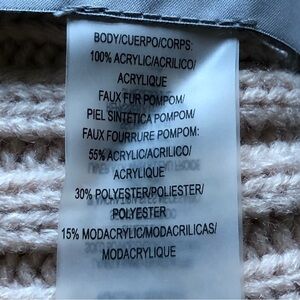 BODY/CUERPO/CORPS:
100% ACRYLIC/ACRILICO/
ACRYLIQUE
FAUX FUR POMPOM/
PIEL SINTÉTICA POMPOM/
FAUX FOURRURE POMPOM:
55% ACRYLIC/ACRILICO/
ACRYLIQUE
30% POLYESTER/POLIESTER/
POLYESTER
15% MODACRYLIC/MODACRILICAS/
MODACRYLIQUE